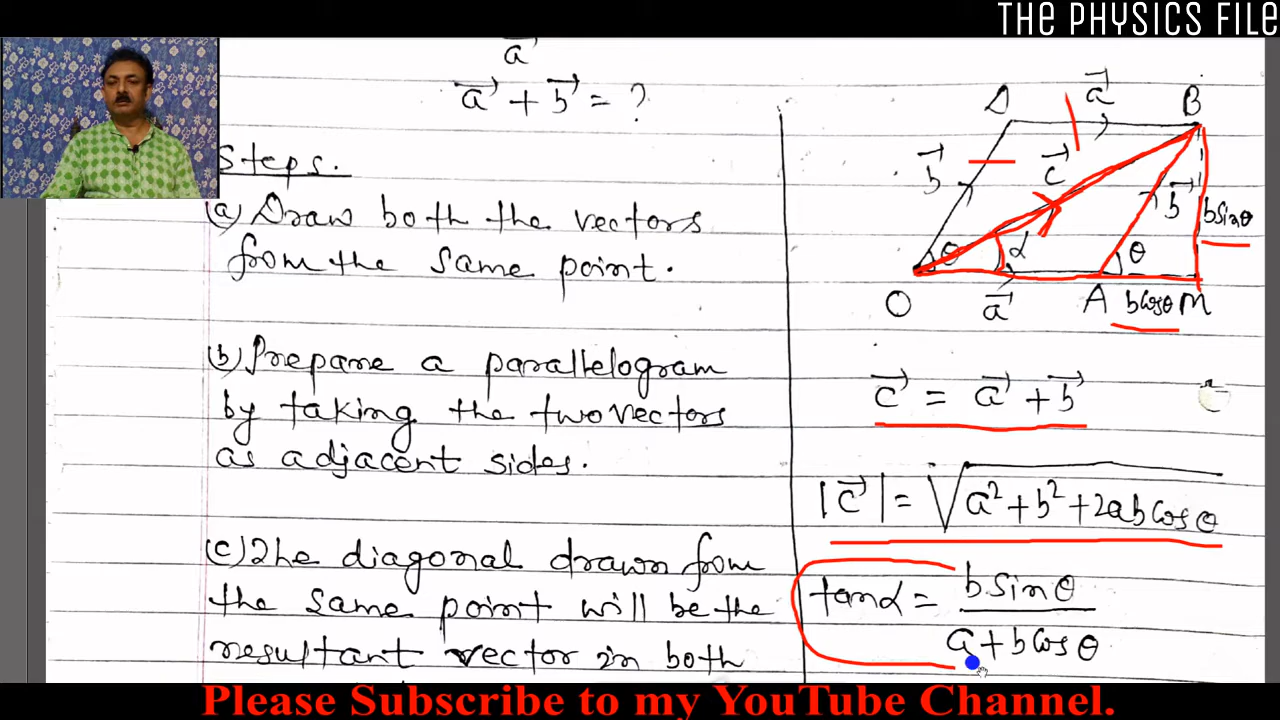 THE PHYSICS FILE
a⃗
a⃗ + b⃗ = ?
Steps.
(a) Draw both the vectors
from the same point.
(b) Prepare a parallelogram
by taking the two vectors
as adjacent sides.
(c) The diagonal drawn from
the same point will be the
resultant vector in both
D a⃗ B
b⃗ c⃗ b⃗ bsinθ
θ α θ
O a⃗ A bcosθ M
c⃗ = a⃗ + b⃗
|c⃗| = √a² + b² + 2ab cosθ
tanα = b sinθ
a + b cosθ
Please Subscribe to my YouTube Channel.